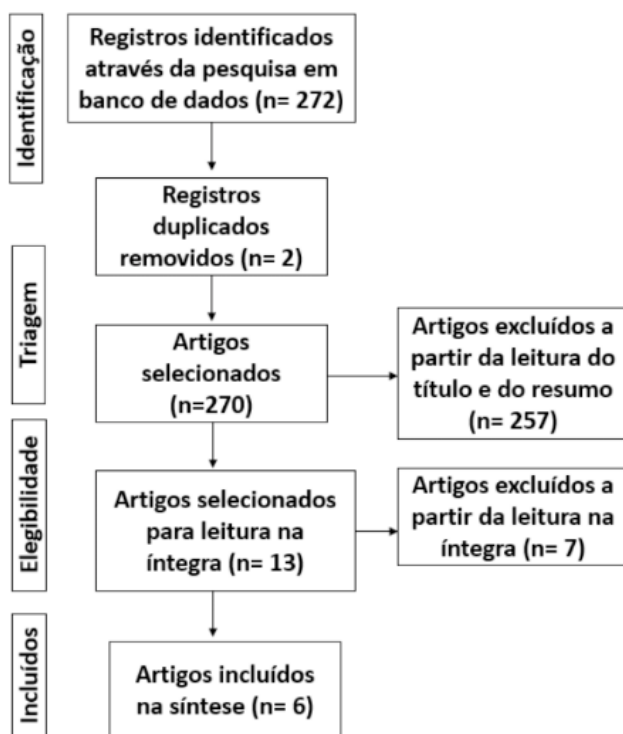 Identificação
Registros identificados
através da pesquisa em
banco de dados (n= 272)
Registros
duplicados
removidos (n= 2)
Triagem
Artigos
selecionados
(n=270)
Artigos excluídos a
partir da leitura do
título e do resumo
(n= 257)
Elegibilidade
Artigos selecionados
para leitura na
íntegra (n= 13)
Artigos excluídos a
partir da leitura na
íntegra (n= 7)
Incluídos
Artigos incluídos
na síntese (n= 6)